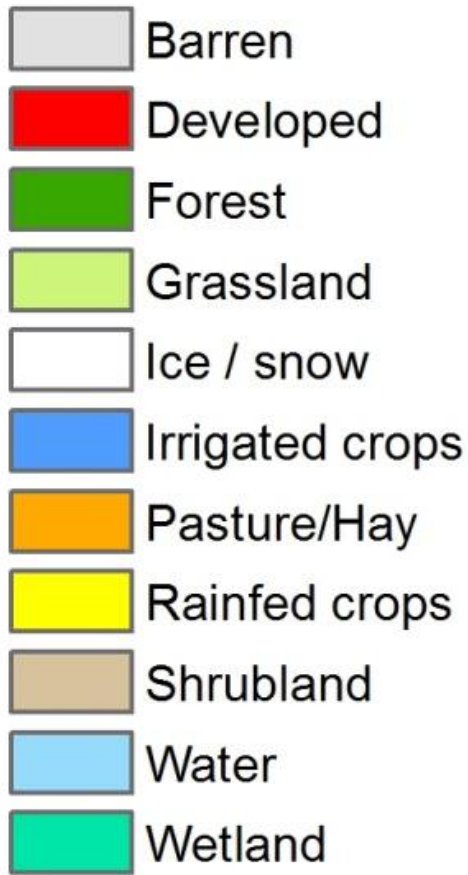 Barren
Developed
Forest
Grassland
Ice / snow
Irrigated crops
Pasture/Hay
Rainfed crops
Shrubland
Water
Wetland